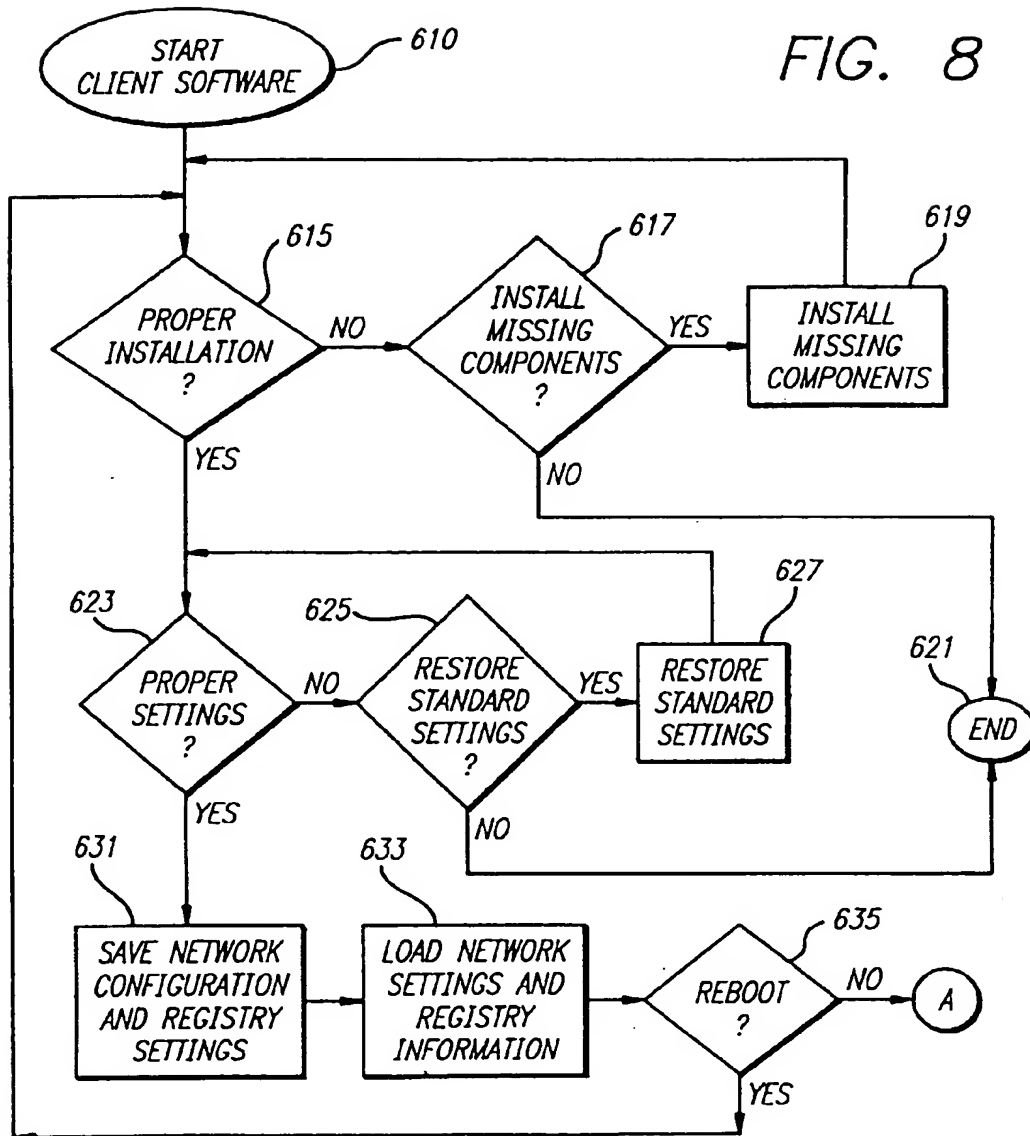 START
CLIENT SOFTWARE
610
FIG. 8
615
PROPER
INSTALLATION
?
NO
YES
617
INSTALL
MISSING
COMPONENTS
?
YES
NO
619
INSTALL
MISSING
COMPONENTS
623
PROPER
SETTINGS
?
NO
YES
625
RESTORE
STANDARD
SETTINGS
?
YES
NO
627
RESTORE
STANDARD
SETTINGS
621
END
631
SAVE NETWORK
CONFIGURATION
AND REGISTRY
SETTINGS
633
LOAD NETWORK
SETTINGS AND
REGISTRY
INFORMATION
635
REBOOT
?
NO
A
YES